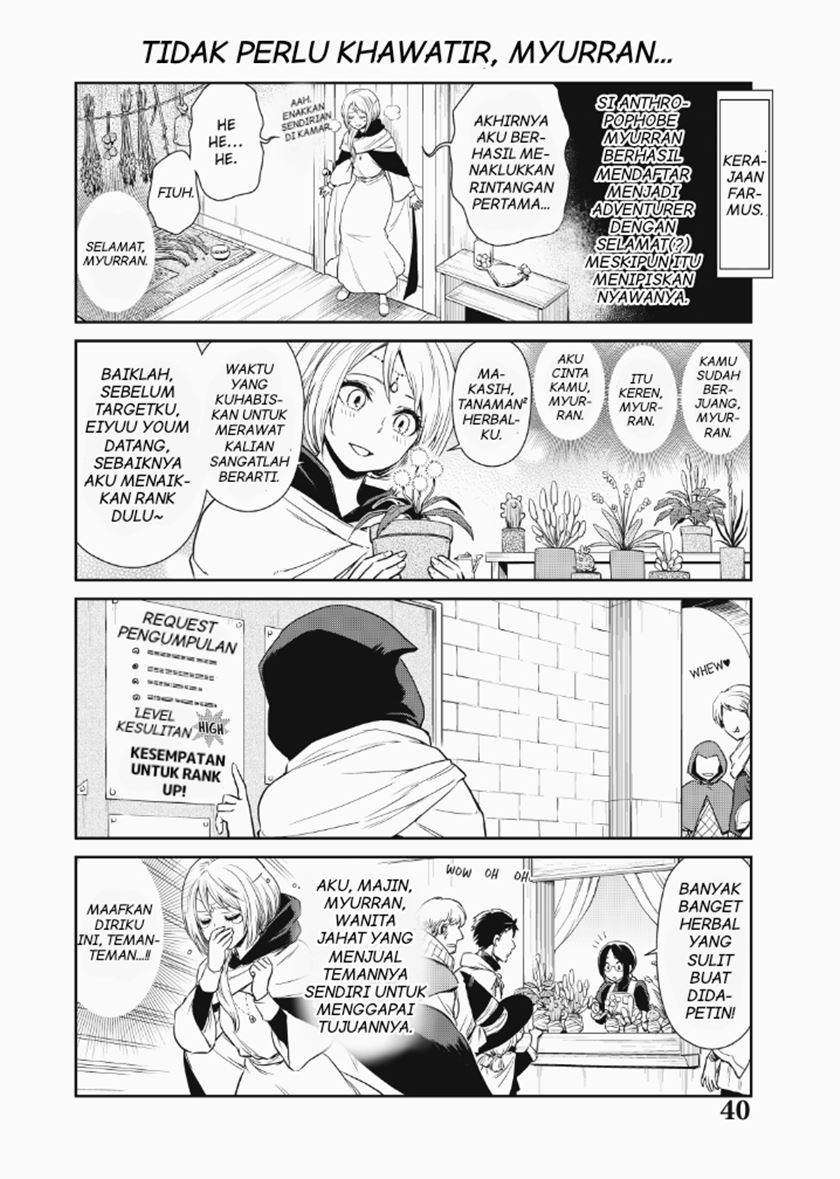 TIDAK PERLU KHAWATIR, MYURRAN...
KERA-
JAAN
FAR-
MUS.
SI ANTHRO-
POPHOBE
MYURRAN
BERHASIL
MENDAFTAR
MENJADI
ADVENTURER
DENGAN
SELAMAT(?)
MESKIPUN ITU
MENIPISKAN
NYAWANYA.
AKHIRNYA
AKU BER-
HASIL ME-
NAKLUKKAN
RINTANGAN
PERTAMA...
AAH.
ENAKKAN
SENDIRIAN
DI KAMAR.
HE
HE...
HE.
FIUH.
SELAMAT,
MYURRAN.
KAMU
SUDAH
BER-
JUANG,
MYUR-
RAN.
ITU
KEREN,
MYUR-
RAN.
AKU
CINTA
KAMU,
MYUR-
RAN.
MA-
KASIH,
TANAMAN²
HERBAL-
KU.
WAKTU
YANG
KUHABIS-
KAN UNTUK
MERAWAT
KALIAN
SANGATLAH
BERARTI.
BAIKLAH,
SEBELUM
TARGETKU,
EIYUU YOUM
DATANG,
SEBAIKNYA
AKU MENAIK-
KAN RANK
DULU~
WHEW♥
REQUEST
PENGUMPULAN
LEVEL
KESULITAN HIGH
KESEMPATAN
UNTUK RANK
UP!
BANYAK
BANGET
HERBAL
YANG
SULIT
BUAT
DIDA-
PETIN!
WOW OH OH
AKU, MAJIN,
MYURRAN,
WANITA
JAHAT YANG
MENJUAL
TEMANNYA
SENDIRI UNTUK
MENGGAPAI
TUJUANNYA.
MAAFKAN
DIRIKU
INI, TEMAN-
TEMAN...!!
40